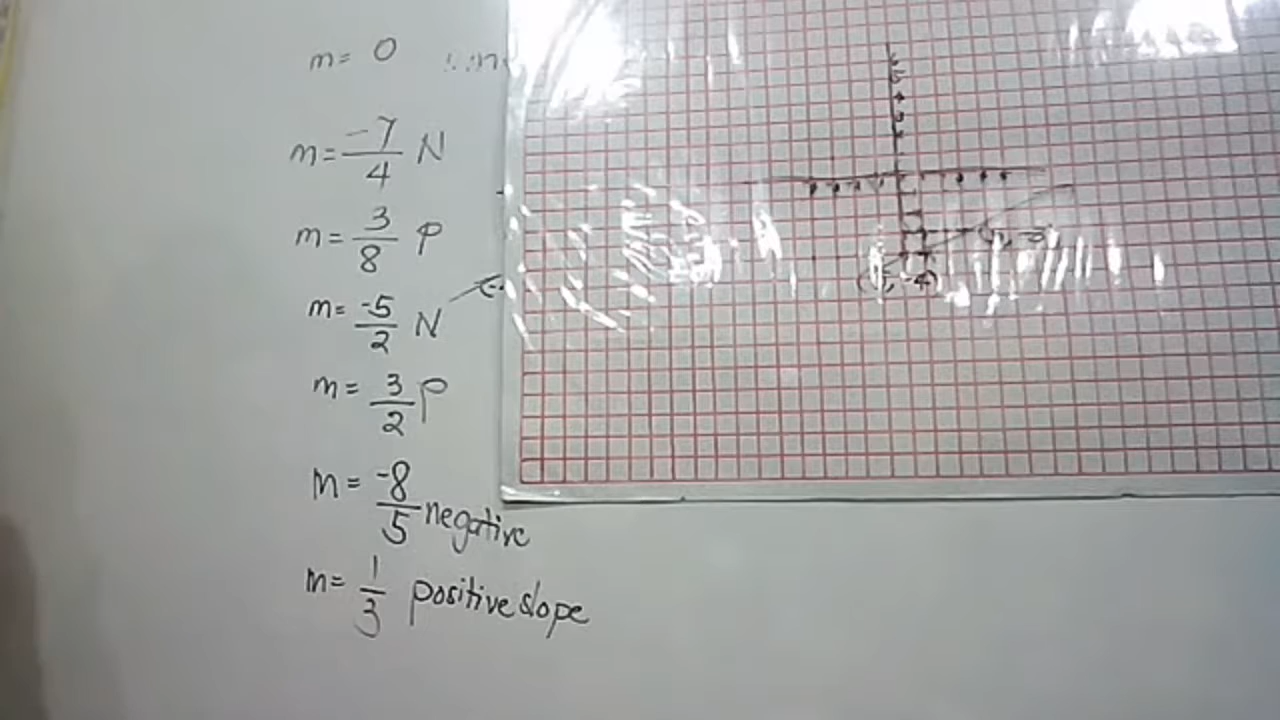 m= 0
m= -7/4 N
m= 3/8 P
m= -5/2 N
m= 3/2 P
m= -8/5 negative
m= 1/3 positive slope